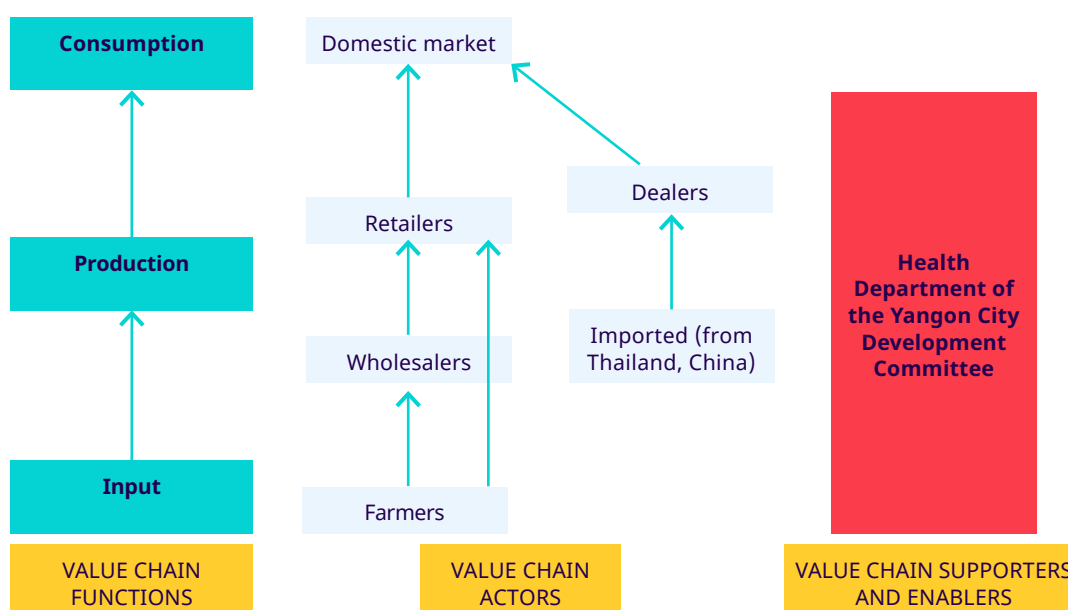 Consumption
Domestic market
Dealers
Retailers
Production
Health
Department of
the Yangon City
Development
Committee
Imported (from
Thailand, China)
Wholesalers
Input
Farmers
VALUE CHAIN
FUNCTIONS
VALUE CHAIN
ACTORS
VALUE CHAIN SUPPORTERS
AND ENABLERS